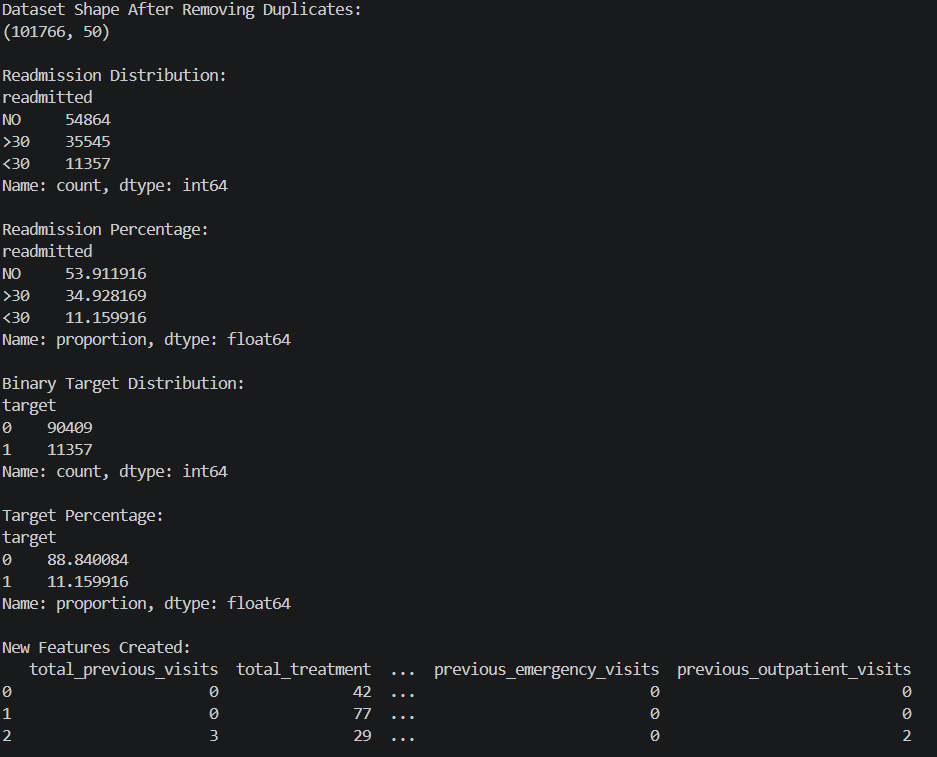 Dataset Shape After Removing Duplicates:
(101766, 50)
Readmission Distribution:
readmitted
NO     54864
>30    35545
<30    11357
Name: count, dtype: int64
Readmission Percentage:
readmitted
NO     53.911916
>30    34.928169
<30    11.159916
Name: proportion, dtype: float64
Binary Target Distribution:
target
0    90409
1    11357
Name: count, dtype: int64
Target Percentage:
target
0    88.840084
1    11.159916
Name: proportion, dtype: float64
New Features Created:
   total_previous_visits  total_treatment  ...  previous_emergency_visits  previous_outpatient_visits
0                      0               42  ...                          0                           0
1                      0               77  ...                          0                           0
2                      3               29  ...                          0                           2